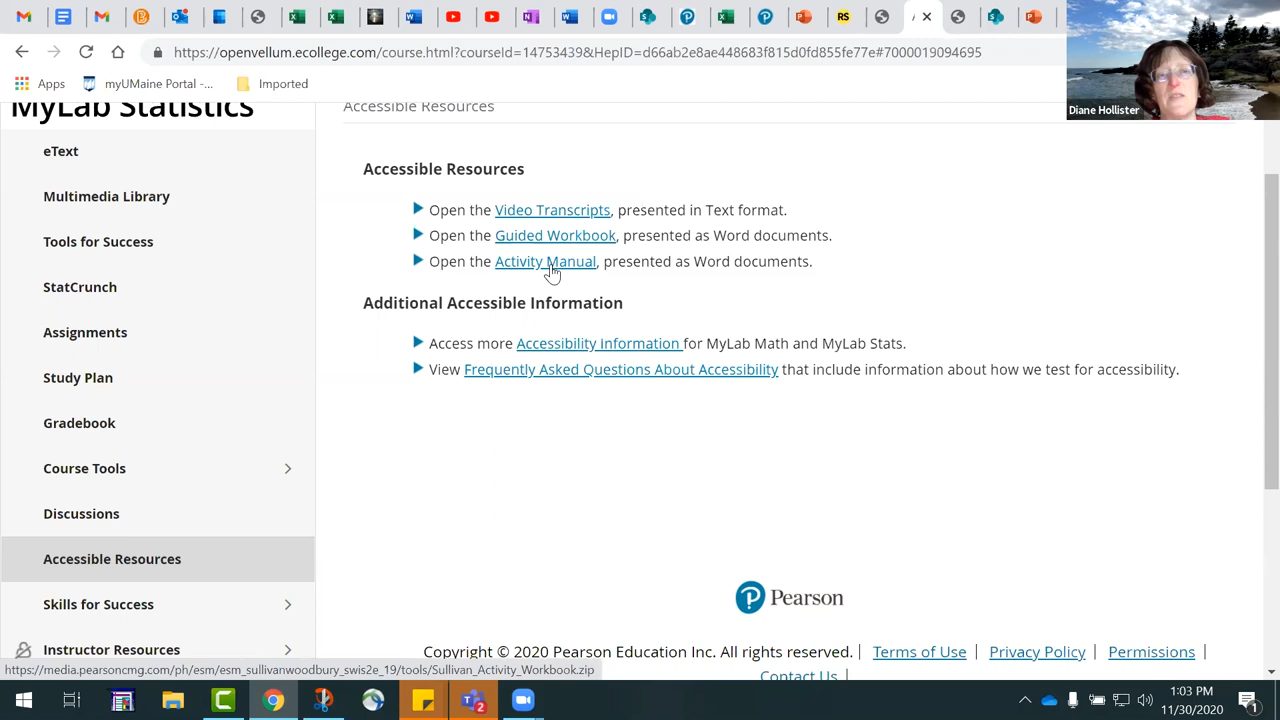 https://openvellum.ecollege.com/course.html?courseId=14753439&HepID=d66ab2e8ae448683f815d0fd855fe77e#7000019094695
Apps
myUMaine Portal -...
Imported
Diane Hollister
MyLab Statistics
eText
Multimedia Library
Tools for Success
StatCrunch
Assignments
Study Plan
Gradebook
Course Tools
Discussions
Accessible Resources
Skills for Success
Instructor Resources
Accessible Resources
Accessible Resources
Open the Video Transcripts, presented in Text format.
Open the Guided Workbook, presented as Word documents.
Open the Activity Manual, presented as Word documents.
Additional Accessible Information
Access more Accessibility Information for MyLab Math and MyLab Stats.
View Frequently Asked Questions About Accessibility that include information about how we test for accessibility.
Pearson
Copyright © 2020 Pearson Education Inc. All rights reserved. | Terms of Use | Privacy Policy | Permissions |
Contact Us |
https://media.pearsoncmg.com/ph/esm/esm_sullivanwoodbury_swis2e_19/tools/Sullivan_Activity_Workbook.zip
1:03 PM
11/30/2020